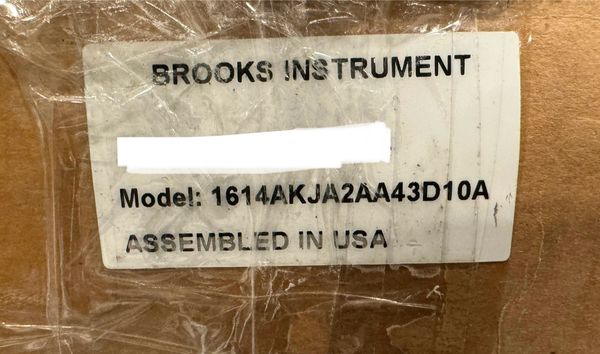 BROOKS INSTRUMENT
Model: 1614AKJA2AA43D10A
ASSEMBLED IN USA